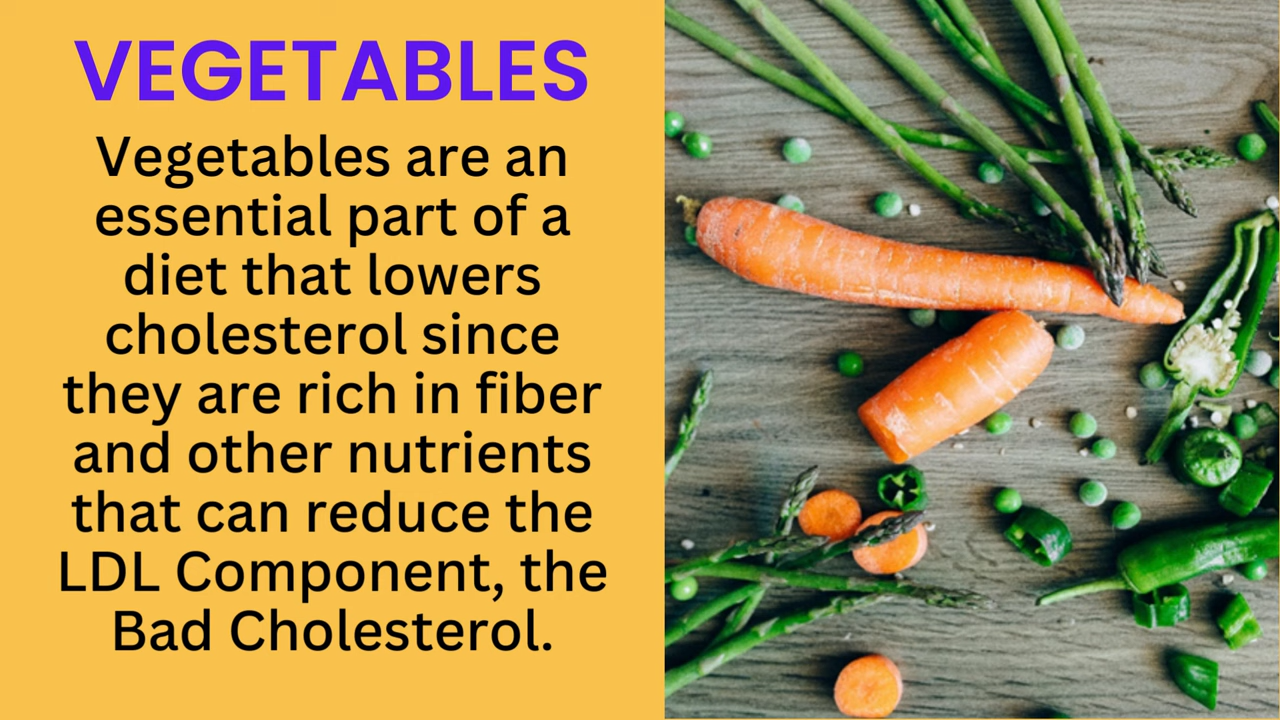 VEGETABLES
Vegetables are an
essential part of a
diet that lowers
cholesterol since
they are rich in fiber
and other nutrients
that can reduce the
LDL Component, the
Bad Cholesterol.